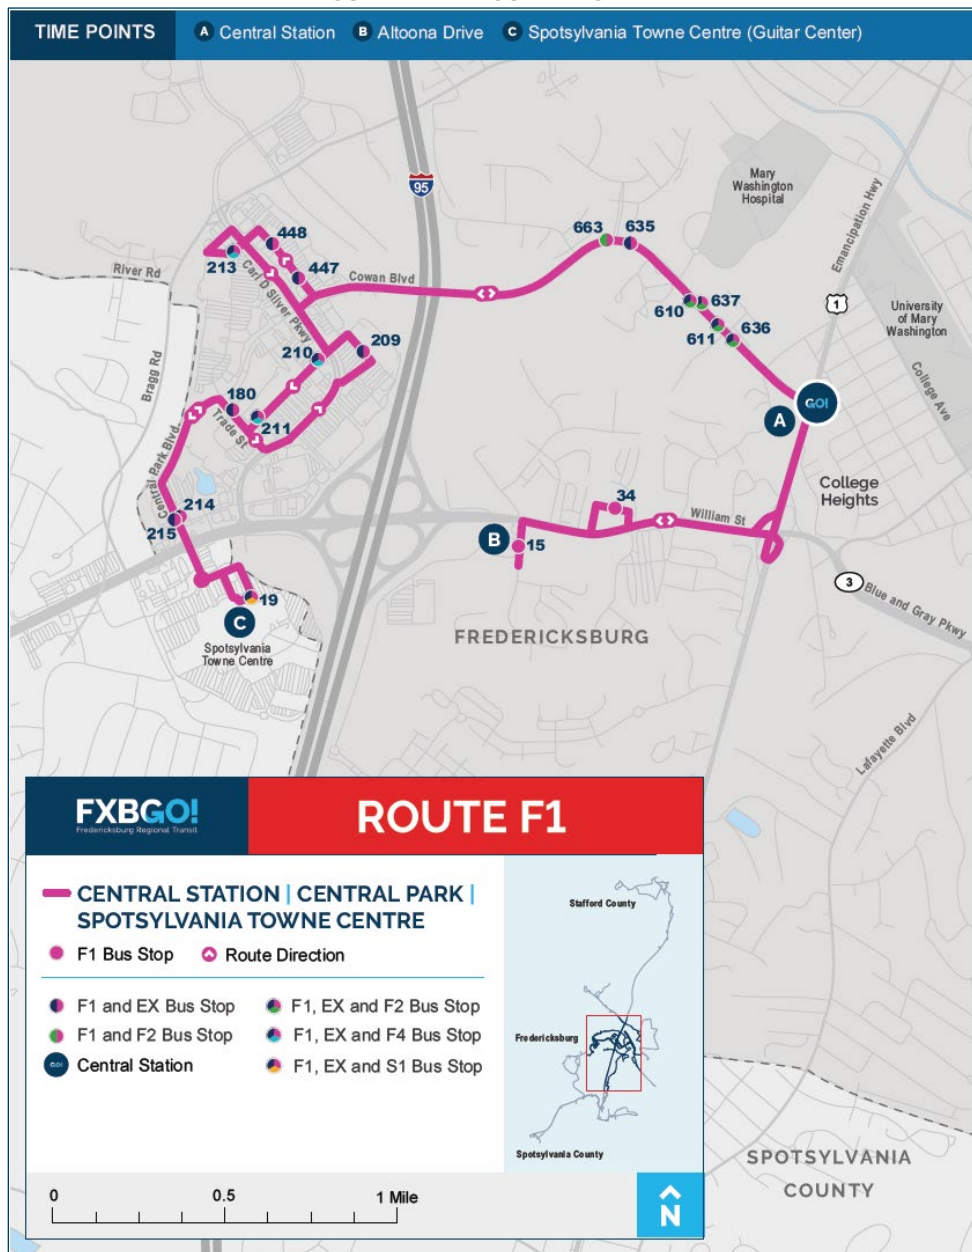 TIME POINTS
A Central Station B Altoona Drive C Spotsylvania Towne Centre (Guitar Center)
95
Mary
Washington
Hospital
Emancipation Hwy
663
635
448
213
447
River Rd
Carl D Silver Pkwy
Cowan Blvd
610
637
611
636
1
University
of Mary
Washington
College Ave
Bragg Rd
210
209
180
211
Trade St
GO!
A
Central Park Blvd
214
215
34
College
Heights
William St
B
15
3
Blue and Gray Pkwy
19
C
Spotsylvania
Towne Centre
FREDERICKSBURG
Lafayette Blvd
FXBGO!
Fredericksburg Regional Transit
ROUTE F1
CENTRAL STATION | CENTRAL PARK |
SPOTSYLVANIA TOWNE CENTRE
F1 Bus Stop
Route Direction
F1 and EX Bus Stop
F1, EX and F2 Bus Stop
F1 and F2 Bus Stop
F1, EX and F4 Bus Stop
GO! Central Station
F1, EX and S1 Bus Stop
Stafford County
Fredericksburg
Spotsylvania County
0 0.5 1 Mile
N
SPOTSYLVANIA
COUNTY